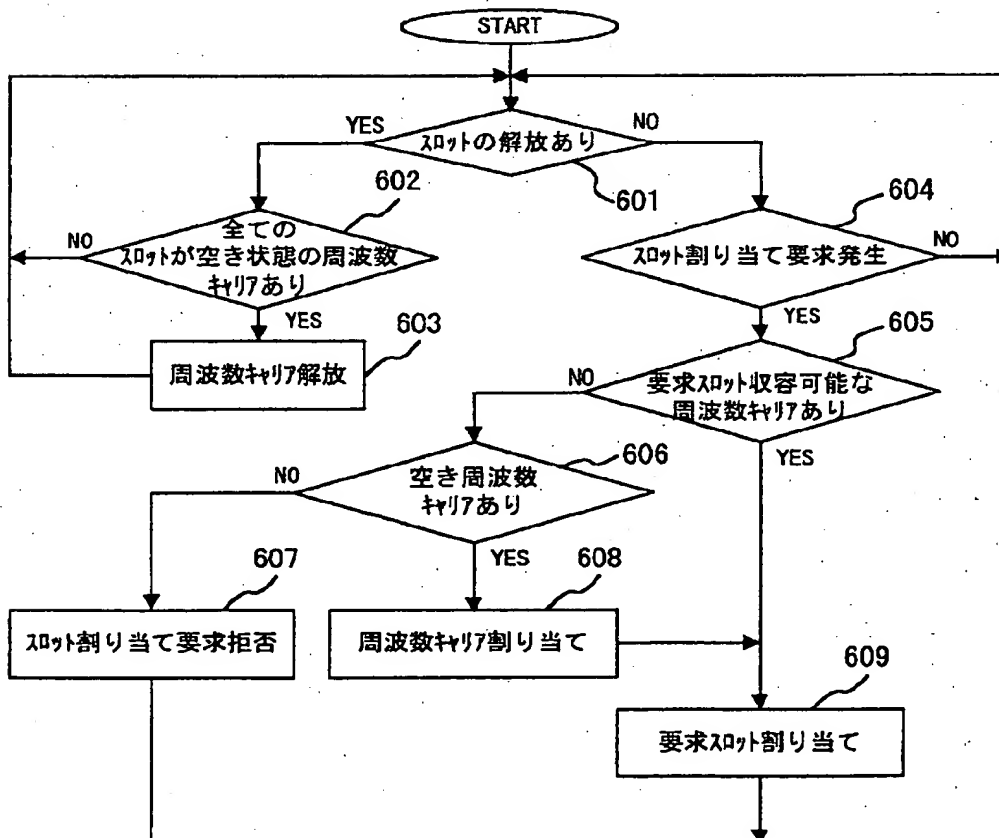 START
YES
スロットの解放あり
NO
601
602
604
NO
全ての
スロットが空き状態の周波数
キャリアあり
スロット割り当て要求発生
NO
YES
603
YES
605
周波数キャリア解放
NO
要求スロット収容可能な
周波数キャリアあり
606
YES
NO
空き周波数
キャリアあり
YES
607
608
スロット割り当て要求拒否
周波数キャリア割り当て
609
要求スロット割り当て